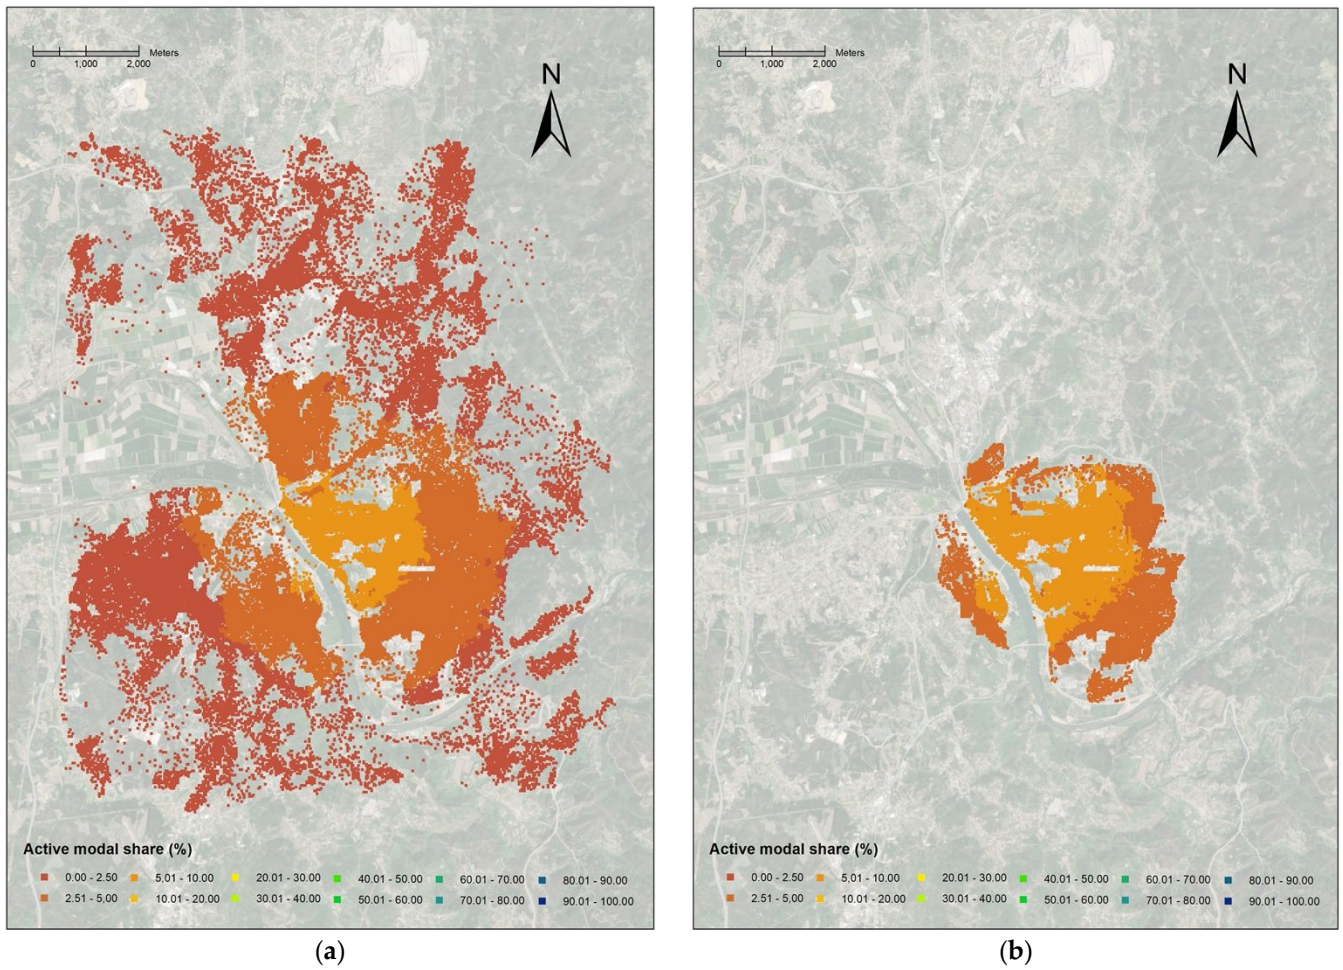 Meters
0 1,000 2,000
N
Active modal share (%)
0.00 - 2.50 5.01 - 10.00 20.01 - 30.00 40.01 - 50.00 60.01 - 70.00 80.01 - 90.00
2.51 - 5.00 10.01 - 20.00 30.01 - 40.00 50.01 - 60.00 70.01 - 80.00 90.01 - 100.00
(a)
Meters
0 1,000 2,000
N
Active modal share (%)
0.00 - 2.50 5.01 - 10.00 20.01 - 30.00 40.01 - 50.00 60.01 - 70.00 80.01 - 90.00
2.51 - 5.00 10.01 - 20.00 30.01 - 40.00 50.01 - 60.00 70.01 - 80.00 90.01 - 100.00
(b)